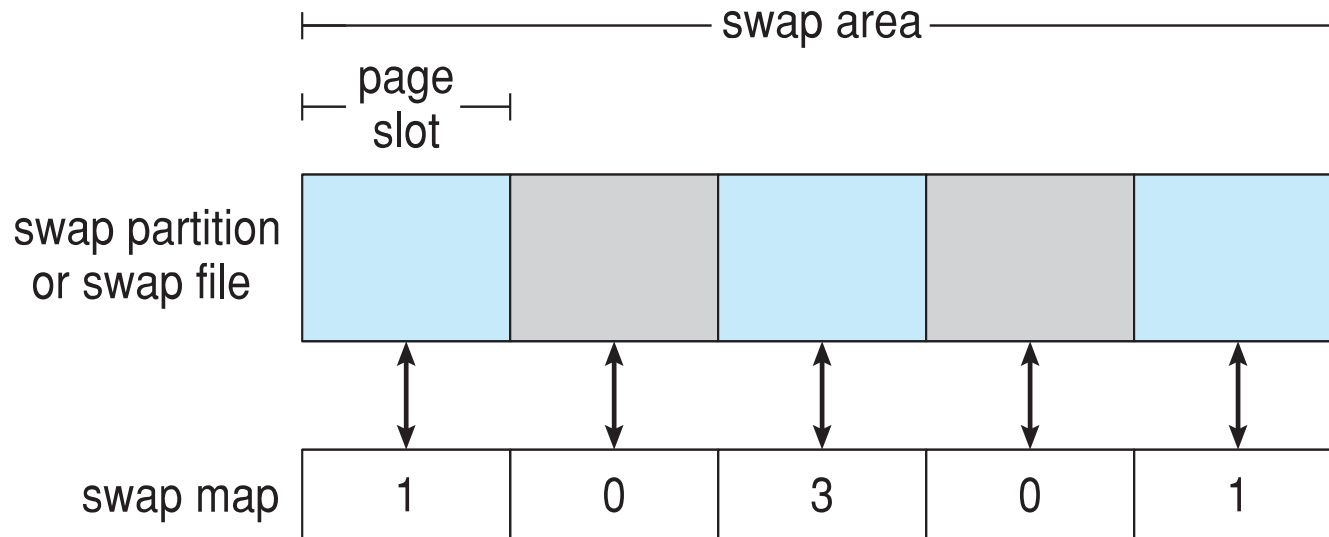 swap area
page
slot
swap partition
or swap file
swap map 1 0 3 0 1